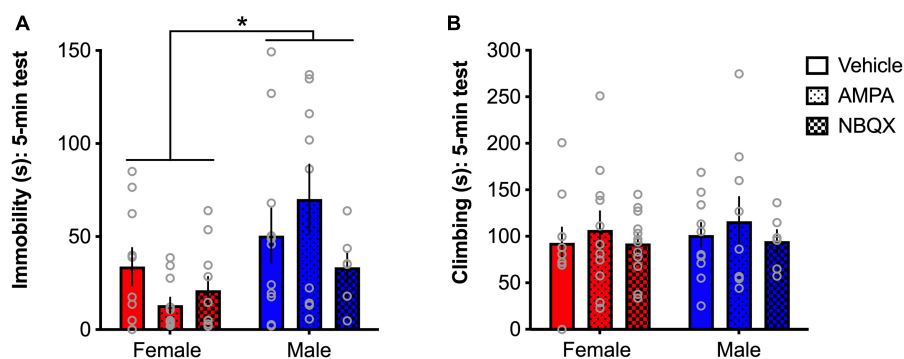 A
*
Immobility (s): 5-min test
150
100
50
0
Female
Male
B
Climbing (s): 5-min test
300
250
200
150
100
50
0
Female
Male
Vehicle
AMPA
NBQX